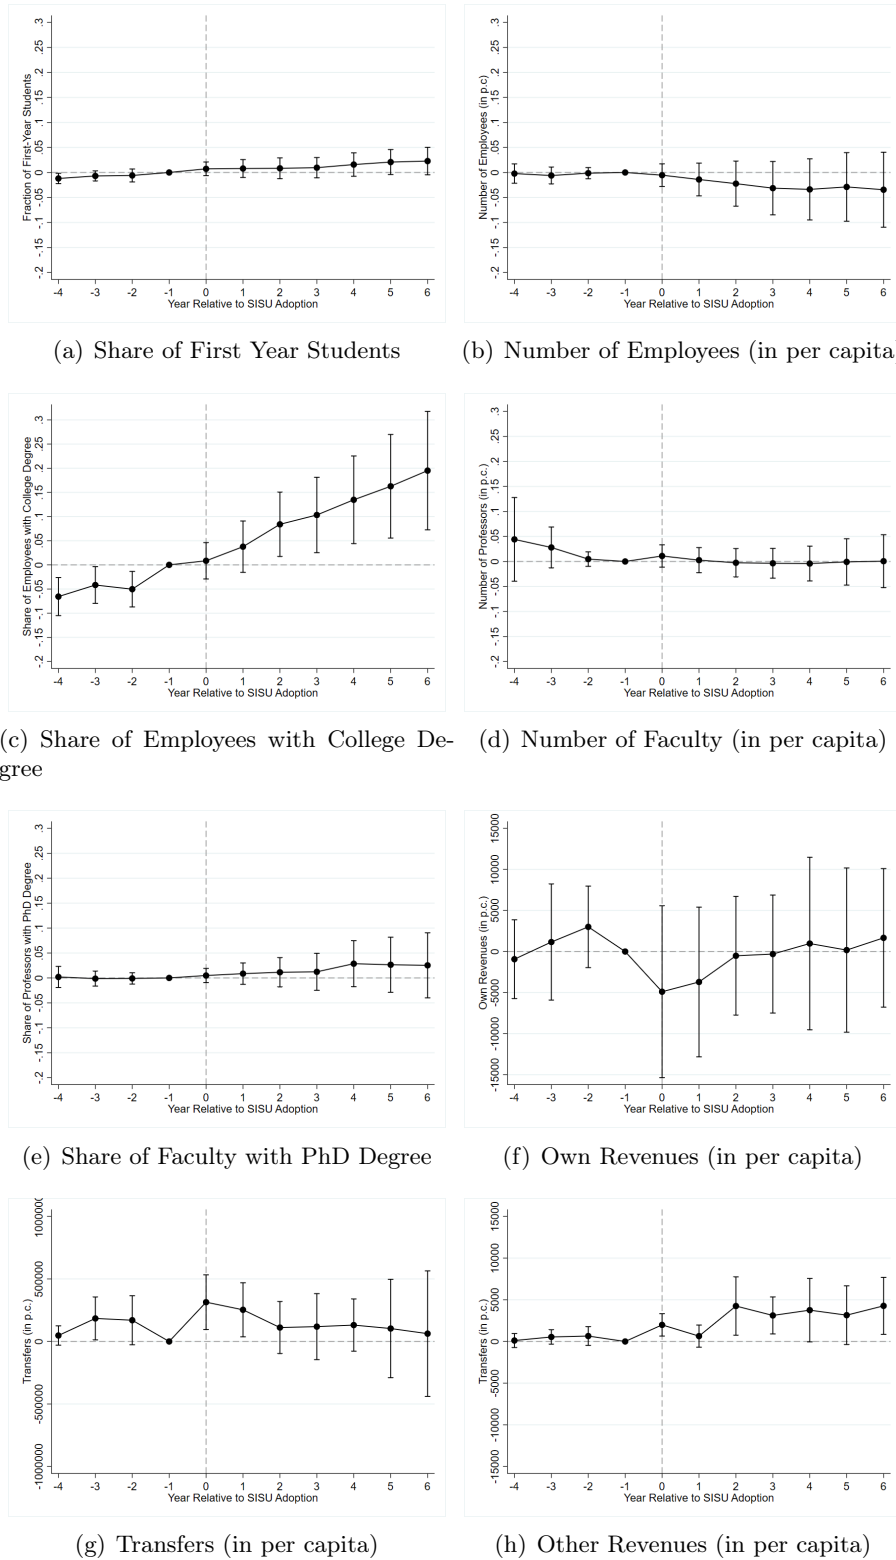 Fraction of First-Year Students
.3
.25
.2
.15
.1
.05
0
-.05
-.1
-.15
-.2
-4 -3 -2 -1 0 1 2 3 4 5 6
Year Relative to SISU Adoption
(a) Share of First Year Students
Number of Employees (in p.c)
.3
.25
.2
.15
.1
.05
0
-.05
-.1
-.15
-.2
-4 -3 -2 -1 0 1 2 3 4 5 6
Year Relative to SISU Adoption
(b) Number of Employees (in per capita)
Share of Employees with College Degree
.3
.25
.2
.15
.1
.05
0
-.05
-.1
-.15
-.2
-4 -3 -2 -1 0 1 2 3 4 5 6
Year Relative to SISU Adoption
(c) Share of Employees with College De-
gree
Number of Professors (in p.c.)
.3
.25
.2
.15
.1
.05
0
-.05
-.1
-.15
-.2
-4 -3 -2 -1 0 1 2 3 4 5 6
Year Relative to SISU Adoption
(d) Number of Faculty (in per capita)
Share of Professors with PhD Degree
.3
.25
.2
.15
.1
.05
0
-.05
-.1
-.15
-.2
-4 -3 -2 -1 0 1 2 3 4 5 6
Year Relative to SISU Adoption
(e) Share of Faculty with PhD Degree
Own Revenues (in p.c.)
15000
10000
5000
0
-5000
-10000
-15000
-4 -3 -2 -1 0 1 2 3 4 5 6
Year Relative to SISU Adoption
(f) Own Revenues (in per capita)
Transfers (in p.c.)
1000000
500000
0
-500000
-1000000
-4 -3 -2 -1 0 1 2 3 4 5 6
Year Relative to SISU Adoption
(g) Transfers (in per capita)
Transfers (in p.c.)
15000
10000
5000
0
-5000
-10000
-15000
-4 -3 -2 -1 0 1 2 3 4 5 6
Year Relative to SISU Adoption
(h) Other Revenues (in per capita)